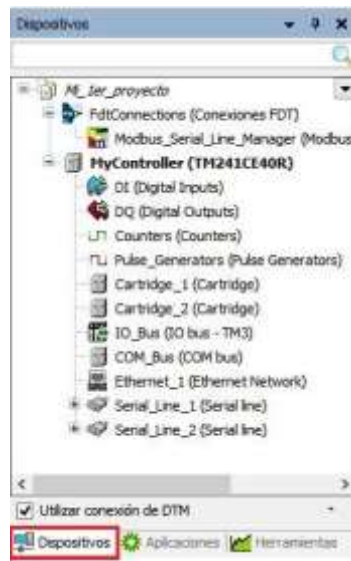 Dispositivos
Mi_1er_proyecto
FdtConnections (Conexiones FDT)
Modbus_Serial_Line_Manager (Modbus
MyController (TM241CE40R)
DI (Digital Inputs)
DQ (Digital Outputs)
Counters (Counters)
Pulse_Generators (Pulse Generators)
Cartridge_1 (Cartridge)
Cartridge_2 (Cartridge)
IO_Bus (IO bus - TM3)
COM_Bus (COM bus)
Ethernet_1 (Ethernet Network)
Serial_Line_1 (Serial line)
Serial_Line_2 (Serial line)
Utilizar conexión de DTM
Dispositivos Aplicaciones Herramientas